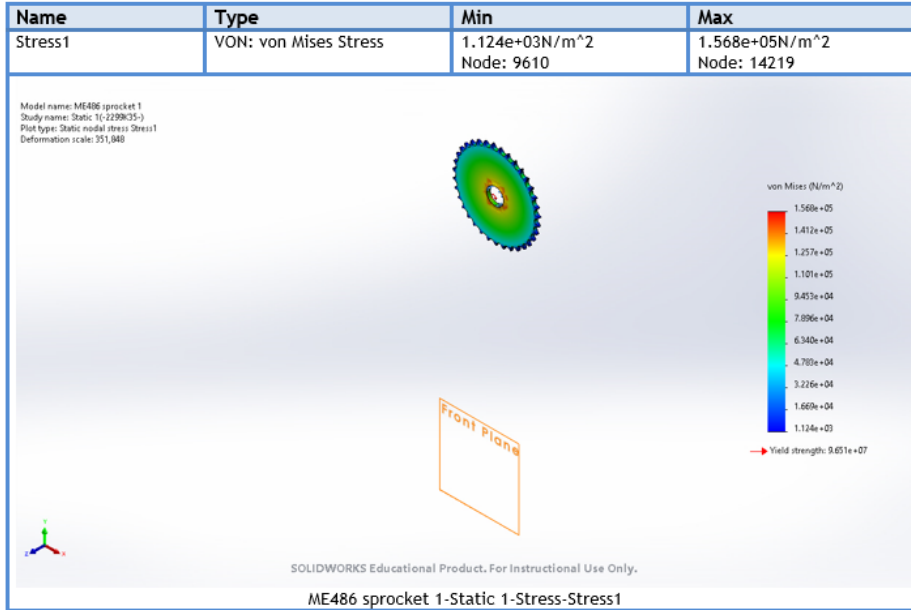 Name Type Min Max
Stress1 VON: von Mises Stress 1.124e+03N/m^2 1.568e+05N/m^2
Node: 9610 Node: 14219
Model name: ME486 sprocket 1
Study name: Static 1(-2299K35-)
Plot type: Static nodal stress Stress1
Deformation scale: 351,848
von Mises (N/m^2)
1.568e+05
1.412e+05
1.257e+05
1.101e+05
9.453e+04
7.896e+04
6.340e+04
4.783e+04
3.226e+04
1.669e+04
1.124e+03
Yield strength: 9.651e+07
Front Plane
Y
Z X
SOLIDWORKS Educational Product. For Instructional Use Only.
ME486 sprocket 1-Static 1-Stress-Stress1